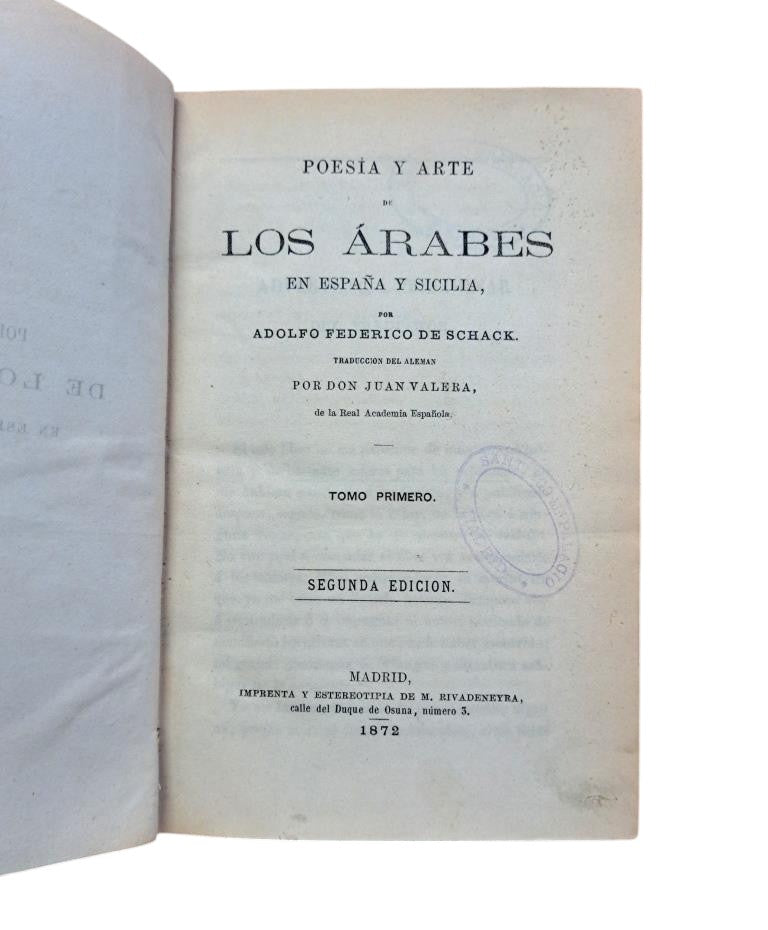 POESÍA Y ARTE
DE
LOS ÁRABES
EN ESPAÑA Y SICILIA,
POR
ADOLFO FEDERICO DE SCHACK.
TRADUCCION DEL ALEMAN
POR DON JUAN VALERA,
de la Real Academia Española.
TOMO PRIMERO.
SEGUNDA EDICION.
MADRID,
IMPRENTA Y ESTEREOTIPIA DE M. RIVADENEYRA,
calle del Duque de Osuna, número 3.
1872